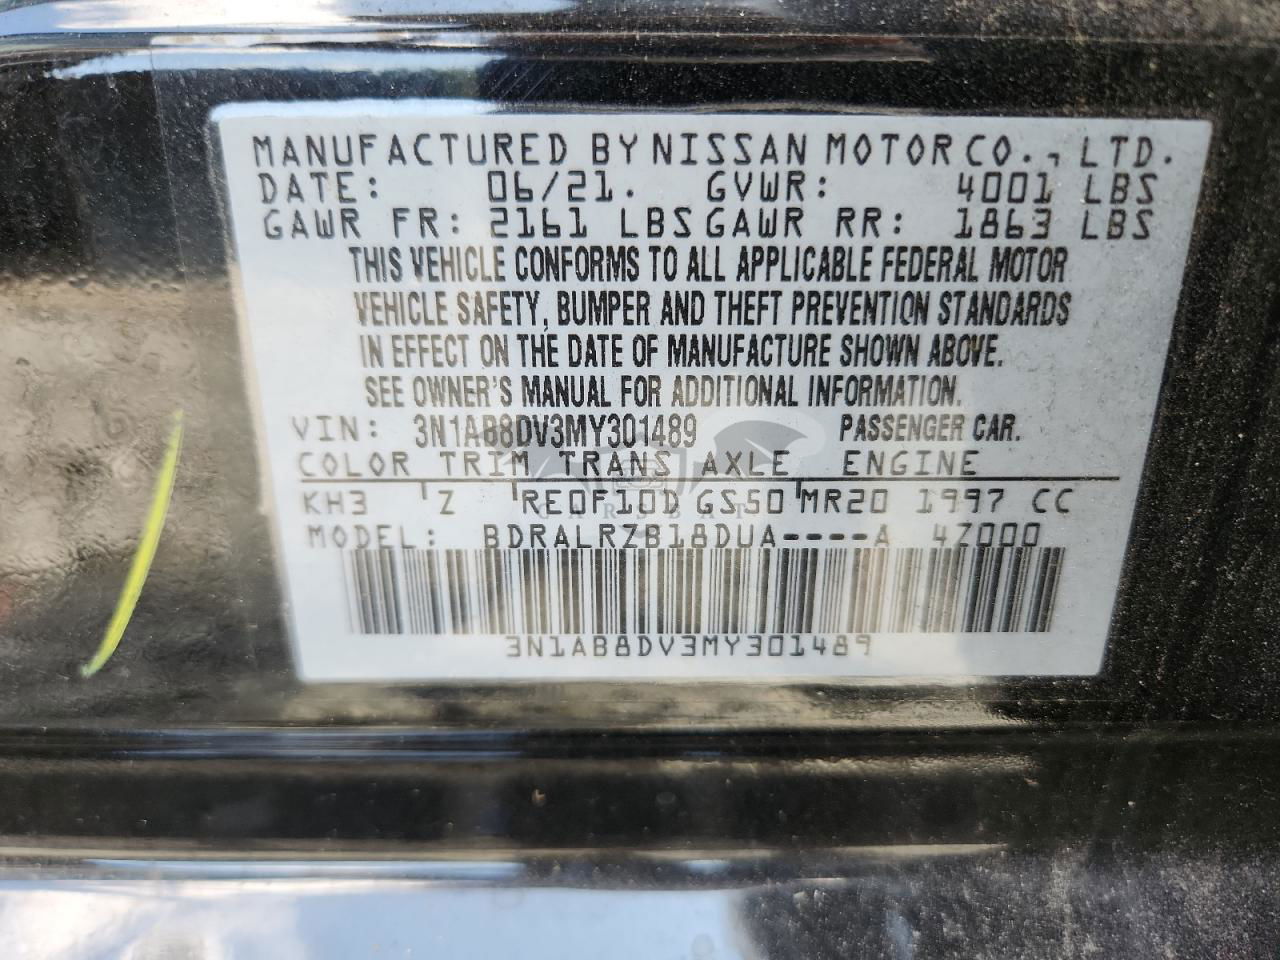 MANUFACTURED BY NISSAN MOTOR CO., LTD.
DATE: 06/21. GVWR: 4001 LBS
GAWR FR: 2161 LBS GAWR RR: 1863 LBS
THIS VEHICLE CONFORMS TO ALL APPLICABLE FEDERAL MOTOR
VEHICLE SAFETY, BUMPER AND THEFT PREVENTION STANDARDS
IN EFFECT ON THE DATE OF MANUFACTURE SHOWN ABOVE.
SEE OWNER'S MANUAL FOR ADDITIONAL INFORMATION.
VIN: 3N1AB8DV3MY301489 PASSENGER CAR.
COLOR TRIM TRANS AXLE ENGINE
KH3 Z RE0F10D GS50 MR20 1997 CC
MODEL: BDRALRZB18DUA----A 4Z000
3N1AB8DV3MY301489